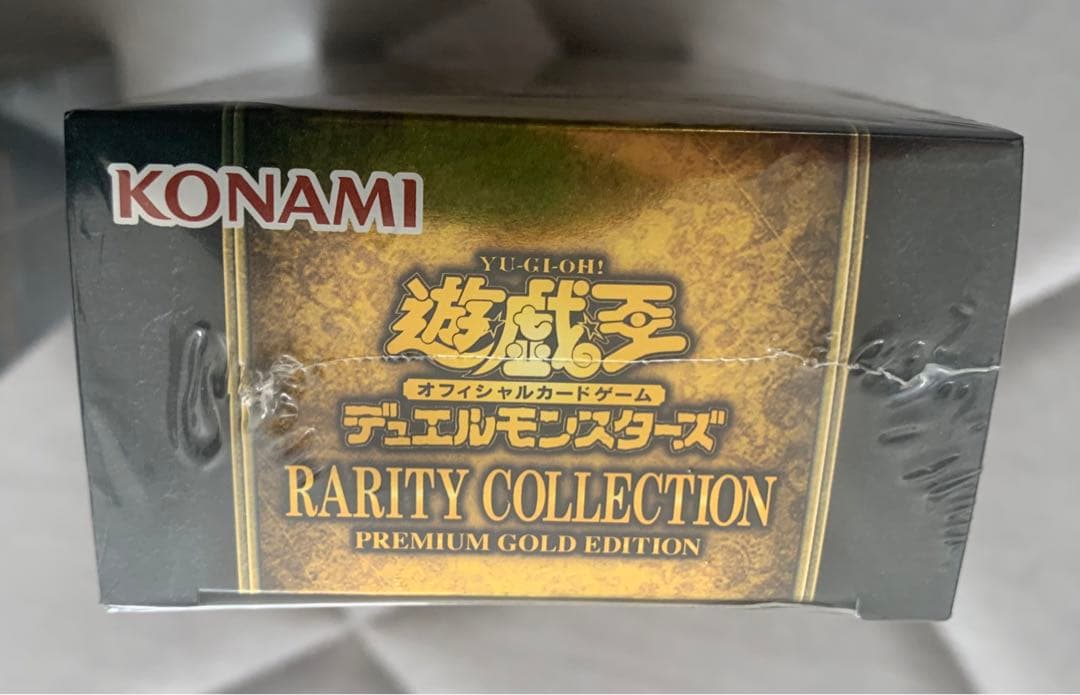 KONAMI
YU-GI-OH!
遊戯王
オフィシャルカードゲーム
デュエルモンスターズ
RARITY COLLECTION
PREMIUM GOLD EDITION